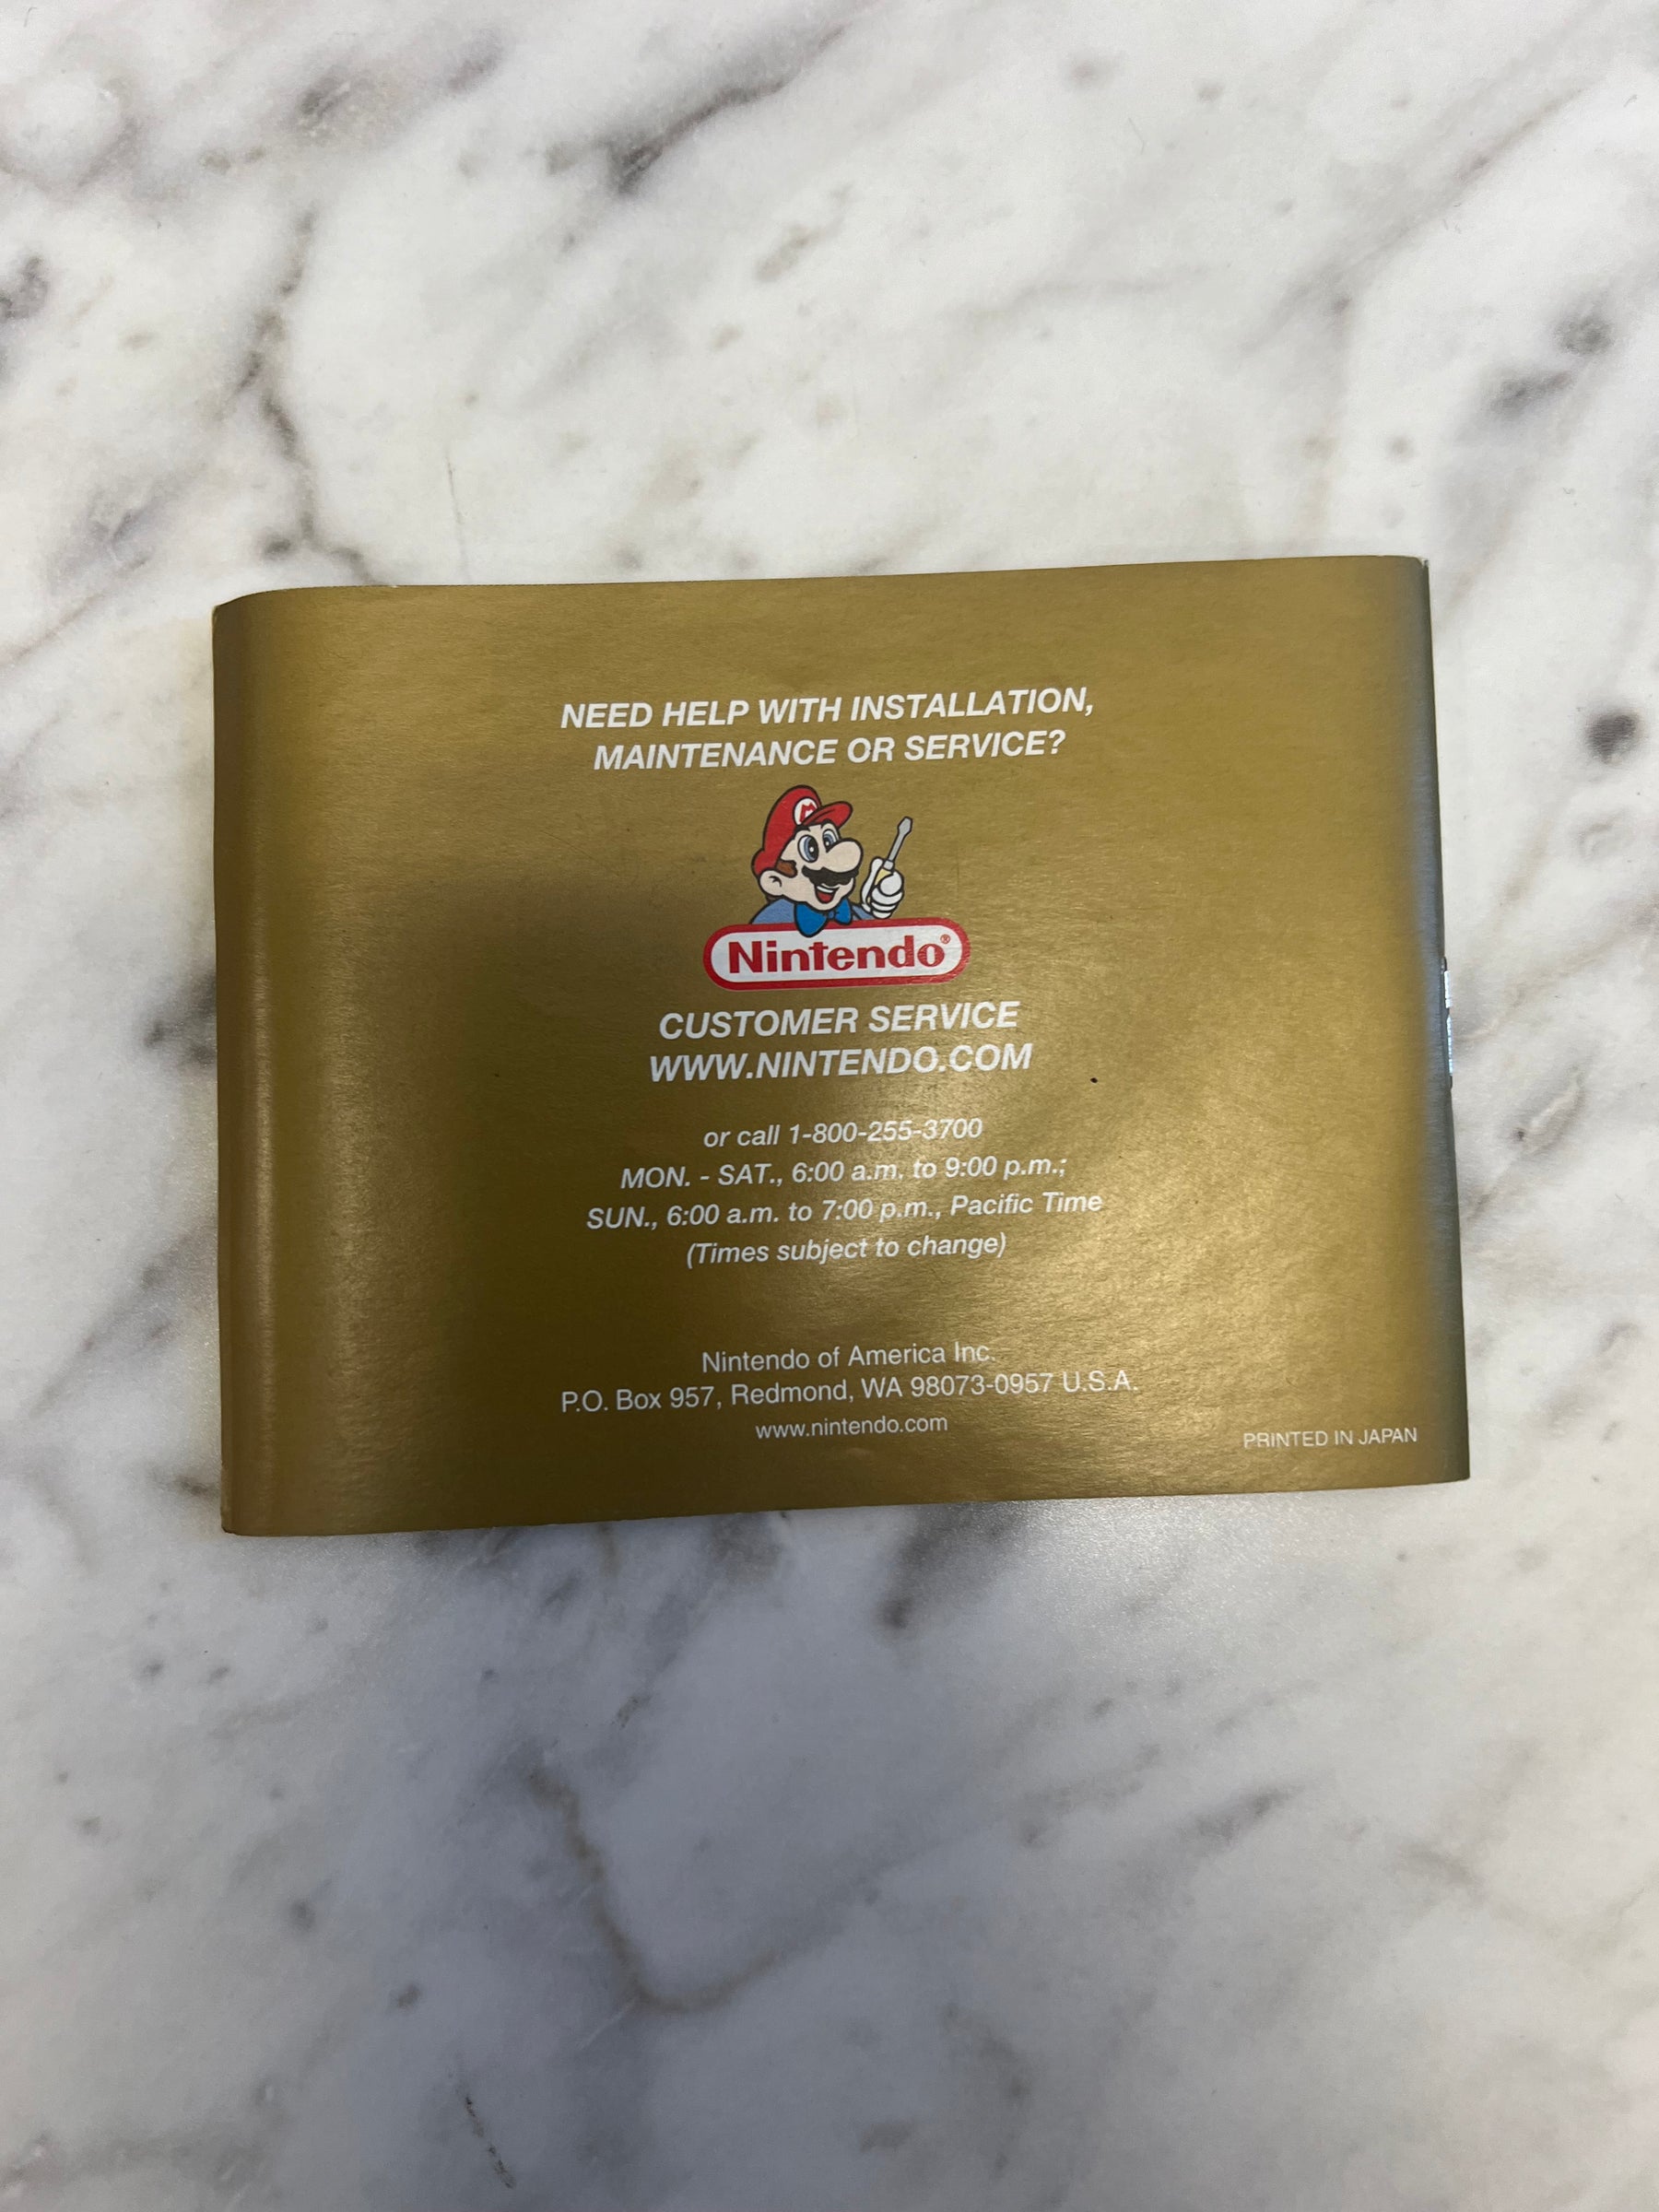 NEED HELP WITH INSTALLATION,
MAINTENANCE OR SERVICE?
M
Nintendo®
CUSTOMER SERVICE
WWW.NINTENDO.COM
or call 1-800-255-3700
MON. - SAT., 6:00 a.m. to 9:00 p.m.;
SUN., 6:00 a.m. to 7:00 p.m., Pacific Time
(Times subject to change)
Nintendo of America Inc.
P.O. Box 957, Redmond, WA 98073-0957 U.S.A.
www.nintendo.com
PRINTED IN JAPAN